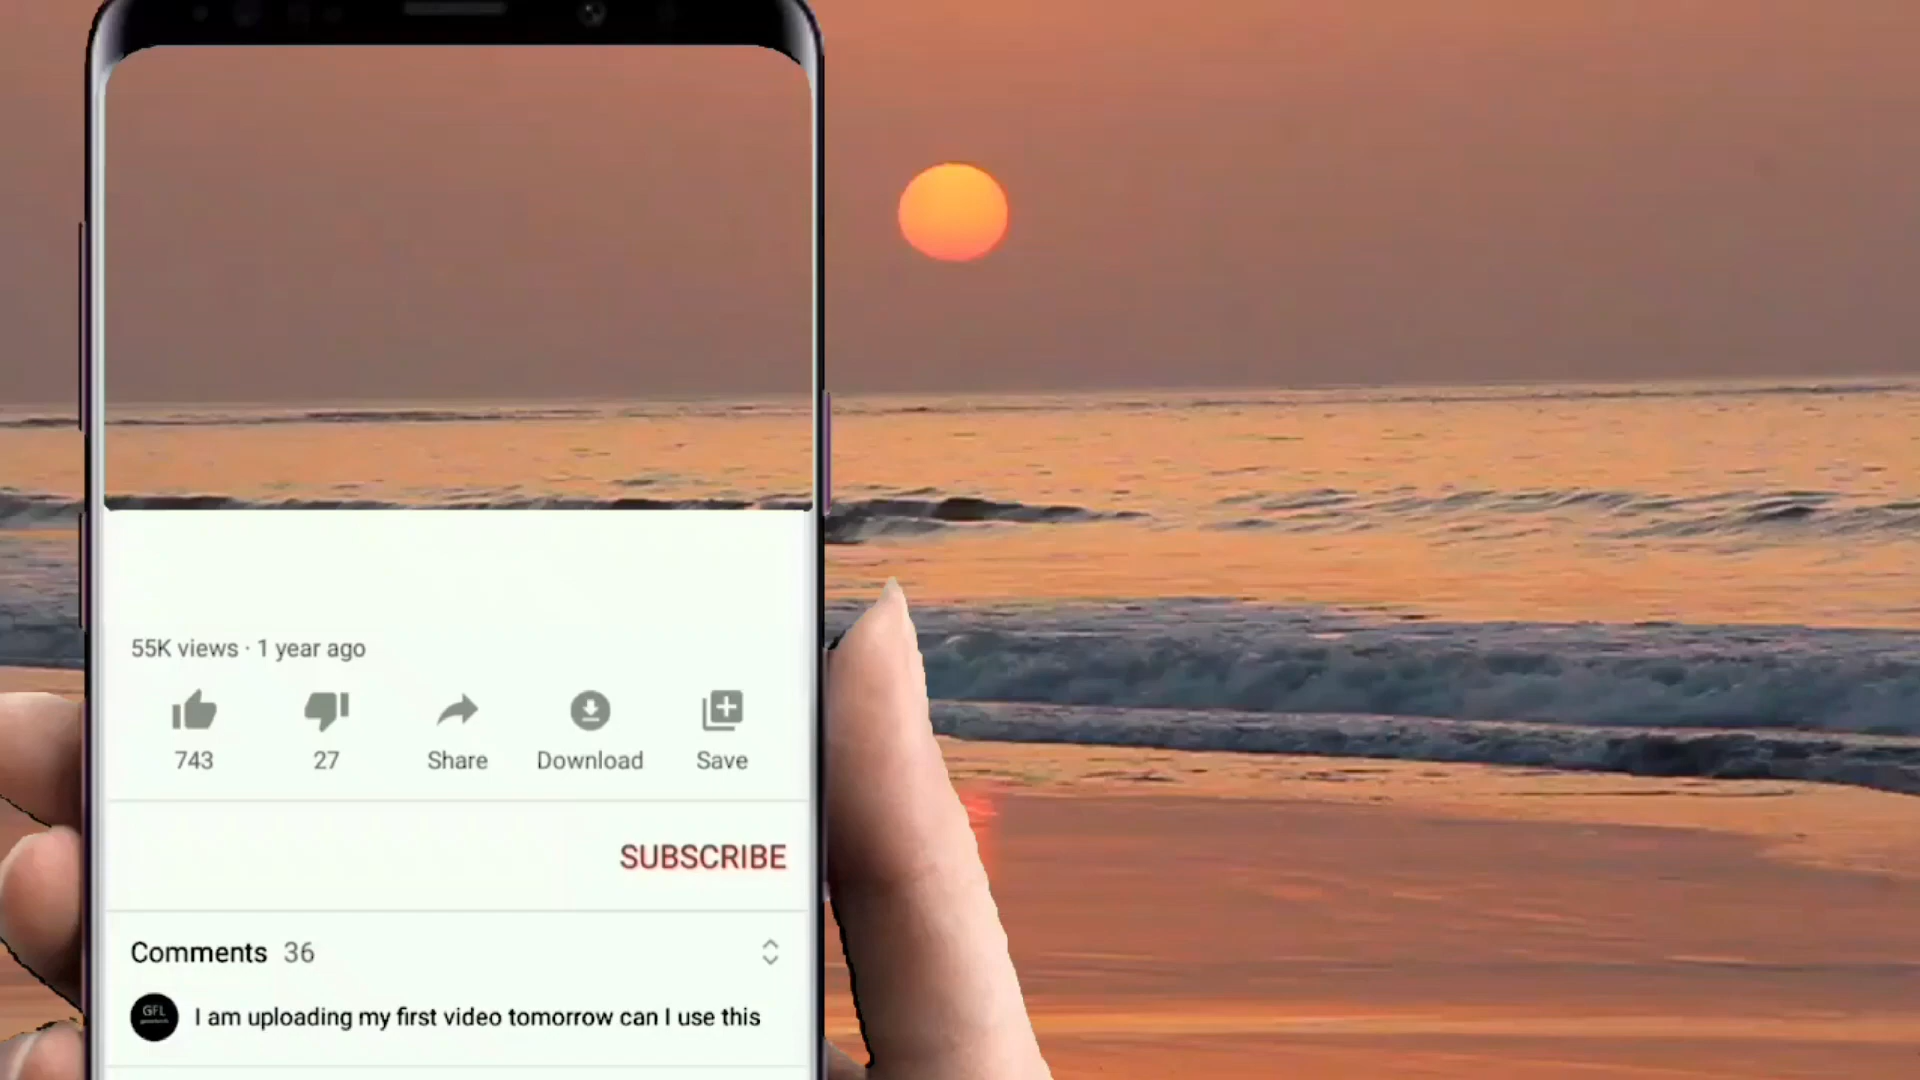 55K views · 1 year ago
743 27 Share Download Save
SUBSCRIBE
Comments 36
GFL
I am uploading my first video tomorrow can I use this